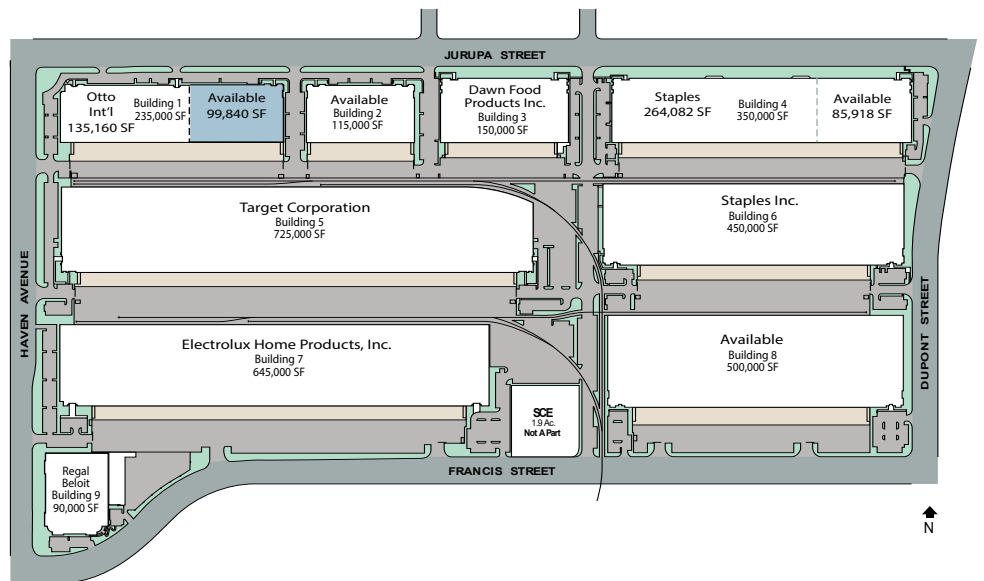 JURUPA STREET
Otto
Int'l
135,160 SF
Building 1
235,000 SF
Available
99,840 SF
Available
Building 2
115,000 SF
Dawn Food
Products Inc.
Building 3
150,000 SF
Staples
264,082 SF
Building 4
350,000 SF
Available
85,918 SF
Target Corporation
Building 5
725,000 SF
Staples Inc.
Building 6
450,000 SF
HAVEN AVENUE
DUPONT STREET
Electrolux Home Products, Inc.
Building 7
645,000 SF
Available
Building 8
500,000 SF
SCE
1.9 Ac.
Not A Part
FRANCIS STREET
Regal
Beloit
Building 9
90,000 SF
N